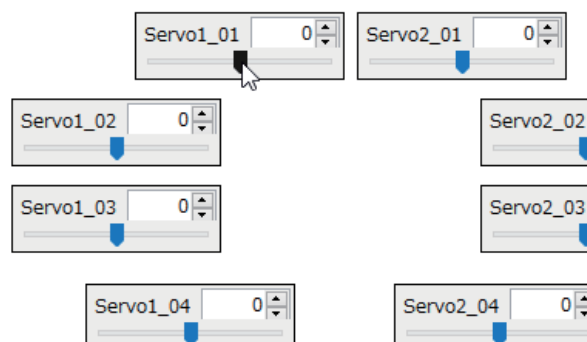 Servo1_01 0 Servo2_01 0
Servo1_02 0 Servo2_02
Servo1_03 0 Servo2_03
Servo1_04 0 Servo2_04 0